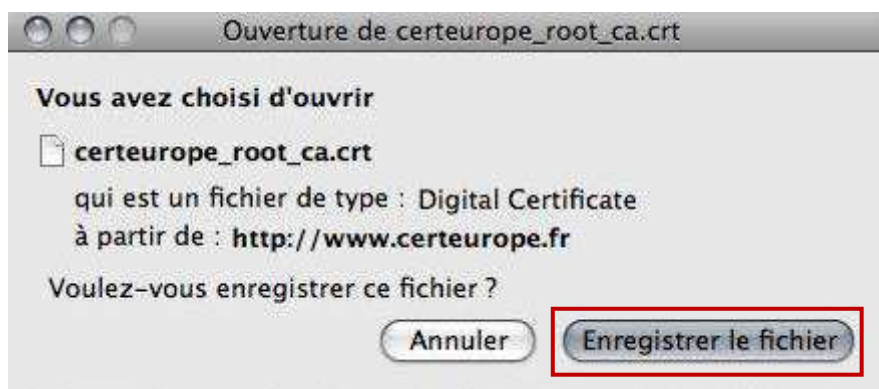 Ouverture de certeurope_root_ca.crt
Vous avez choisi d'ouvrir
certeurope_root_ca.crt
qui est un fichier de type : Digital Certificate
à partir de : http://www.certeurope.fr
Voulez-vous enregistrer ce fichier ?
Annuler Enregistrer le fichier